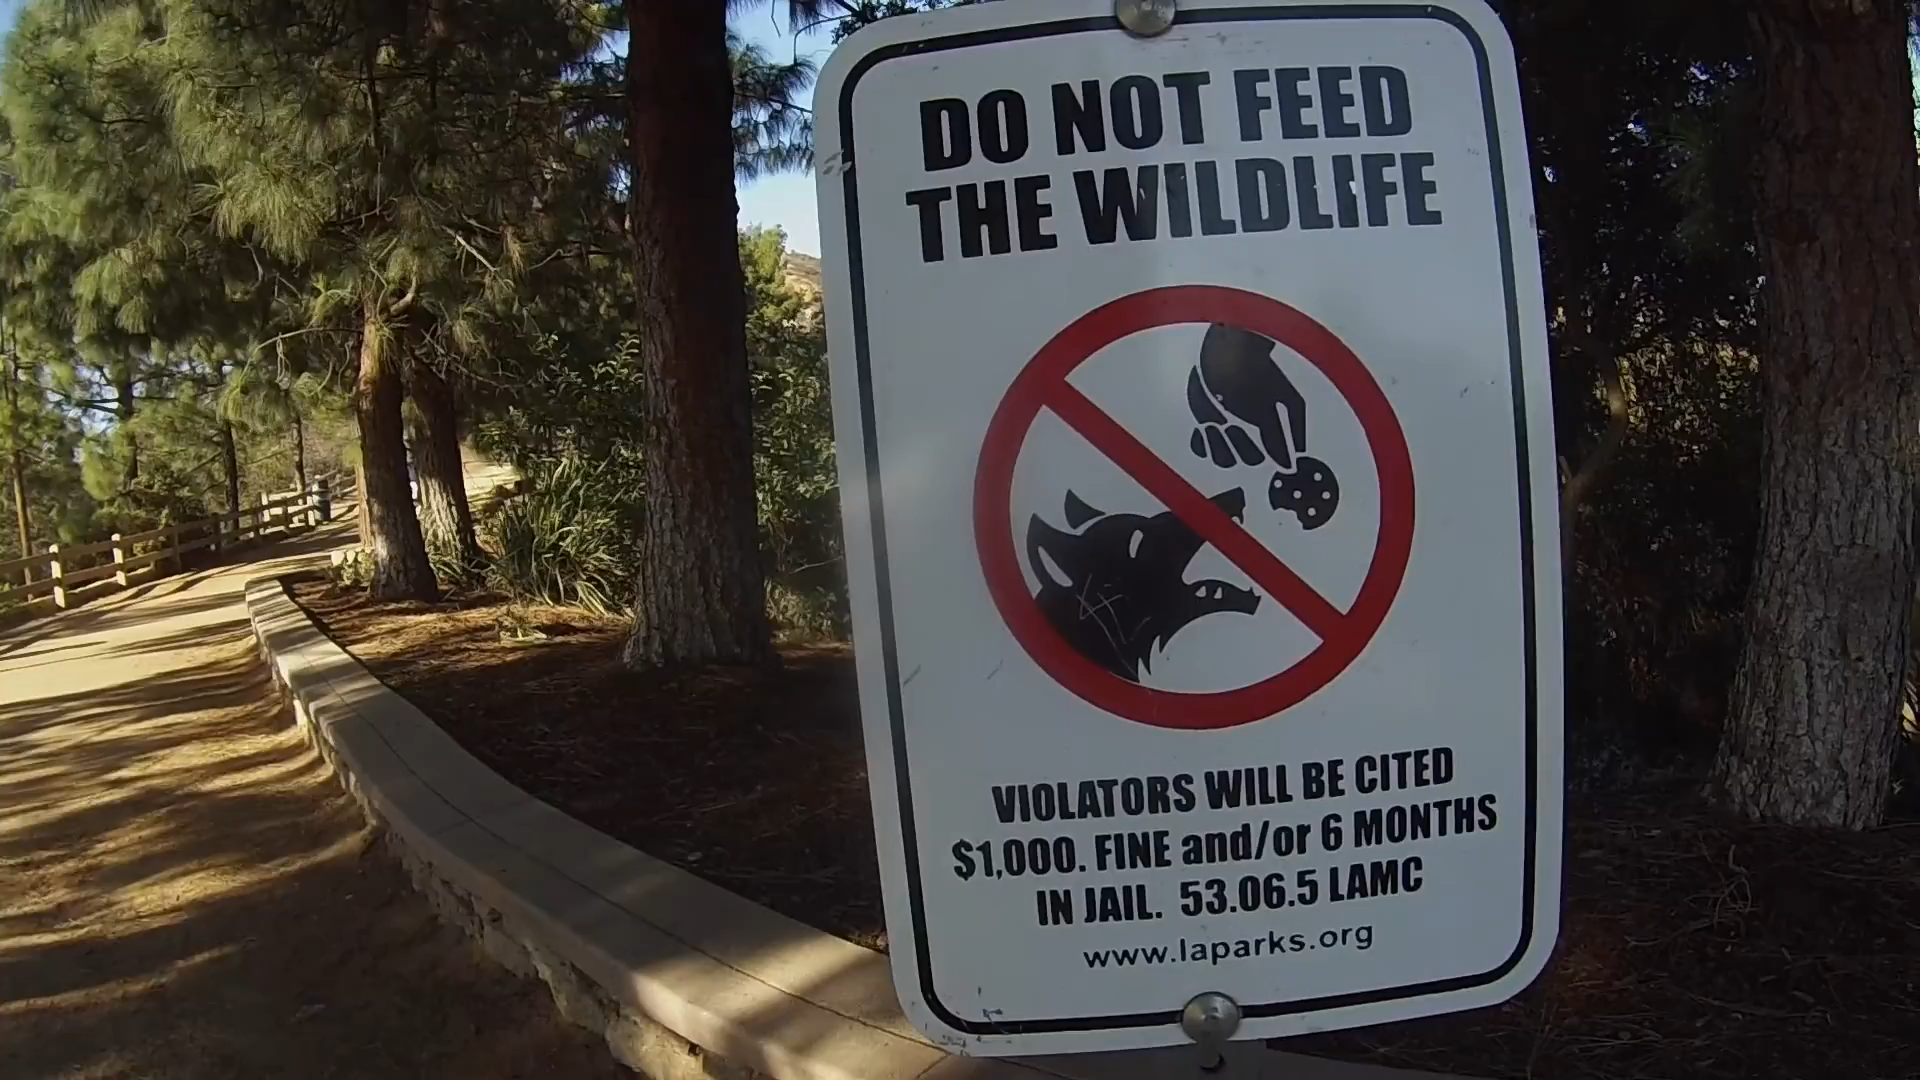 DO NOT FEED
THE WILDLIFE
VIOLATORS WILL BE CITED
$1,000. FINE and/or 6 MONTHS
IN JAIL. 53.06.5 LAMC
www.laparks.org